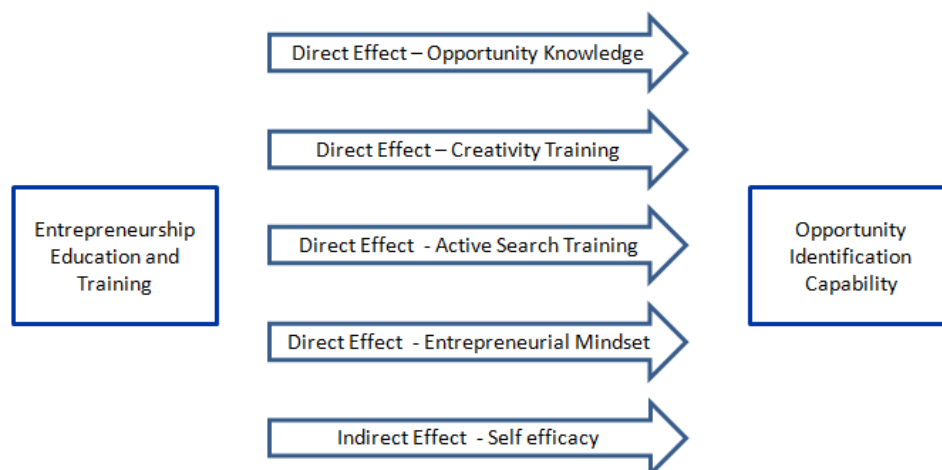 Direct Effect – Opportunity Knowledge
Direct Effect – Creativity Training
Entrepreneurship
Education and
Training
Direct Effect - Active Search Training
Opportunity
Identification
Capability
Direct Effect - Entrepreneurial Mindset
Indirect Effect - Self efficacy